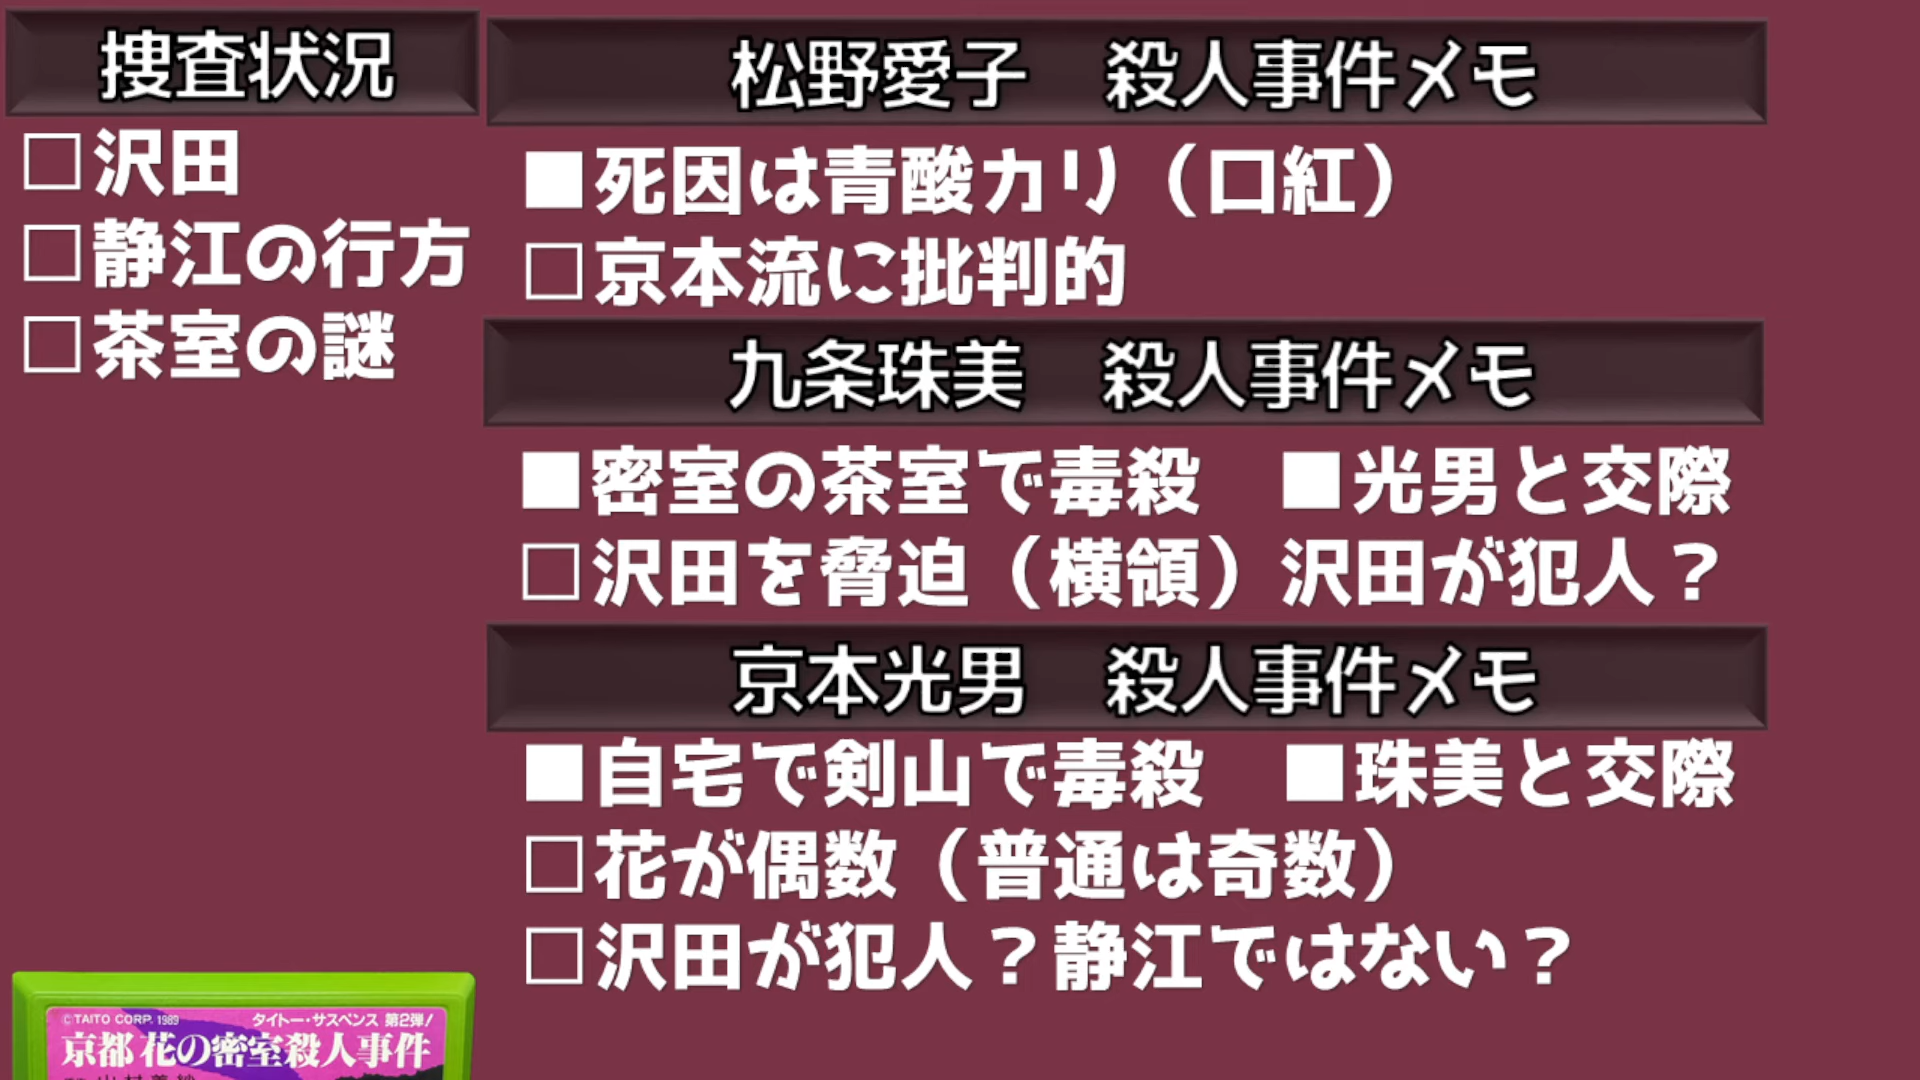 捜査状況
□沢田
□静江の行方
□茶室の謎
松野愛子　殺人事件メモ
■死因は青酸カリ（口紅）
□京本流に批判的
九条珠美　殺人事件メモ
■密室の茶室で毒殺　■光男と交際
□沢田を脅迫（横領）沢田が犯人？
京本光男　殺人事件メモ
■自宅で剣山で毒殺　■珠美と交際
□花が偶数（普通は奇数）
□沢田が犯人？静江ではない？
©TAITO CORP. 1989　タイトー・サスペンス 第2弾！
京都 花の密室殺人事件